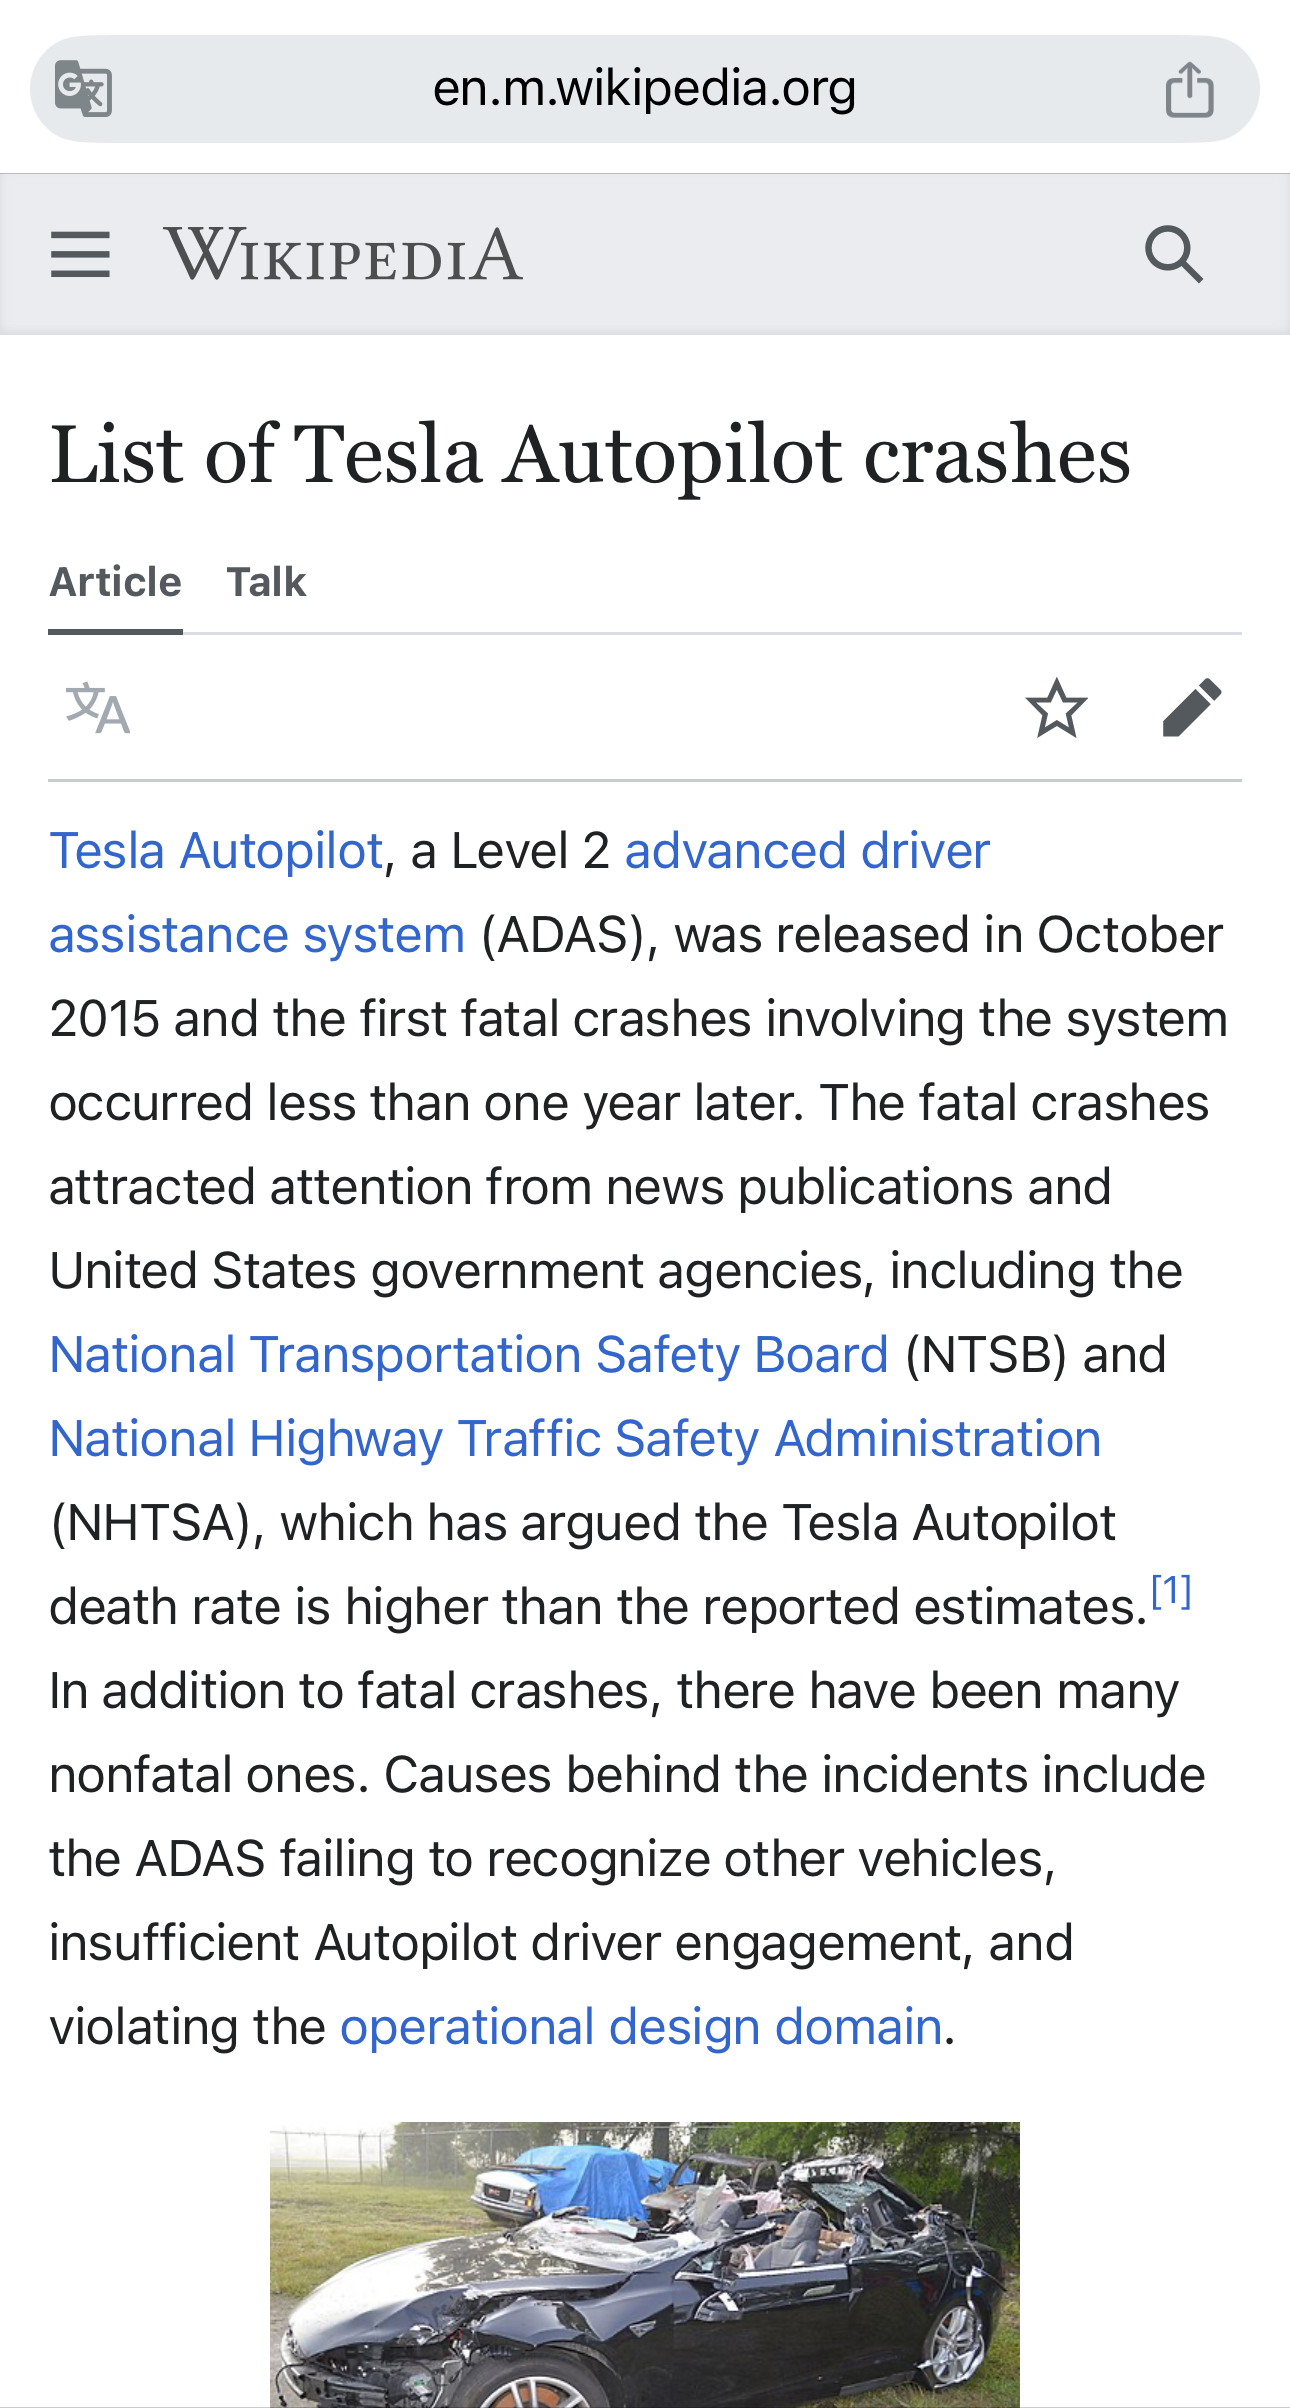 en.m.wikipedia.org
WIKIPEDIA
List of Tesla Autopilot crashes
Article Talk
Tesla Autopilot, a Level 2 advanced driver
assistance system (ADAS), was released in October
2015 and the first fatal crashes involving the system
occurred less than one year later. The fatal crashes
attracted attention from news publications and
United States government agencies, including the
National Transportation Safety Board (NTSB) and
National Highway Traffic Safety Administration
(NHTSA), which has argued the Tesla Autopilot
death rate is higher than the reported estimates.[1]
In addition to fatal crashes, there have been many
nonfatal ones. Causes behind the incidents include
the ADAS failing to recognize other vehicles,
insufficient Autopilot driver engagement, and
violating the operational design domain.